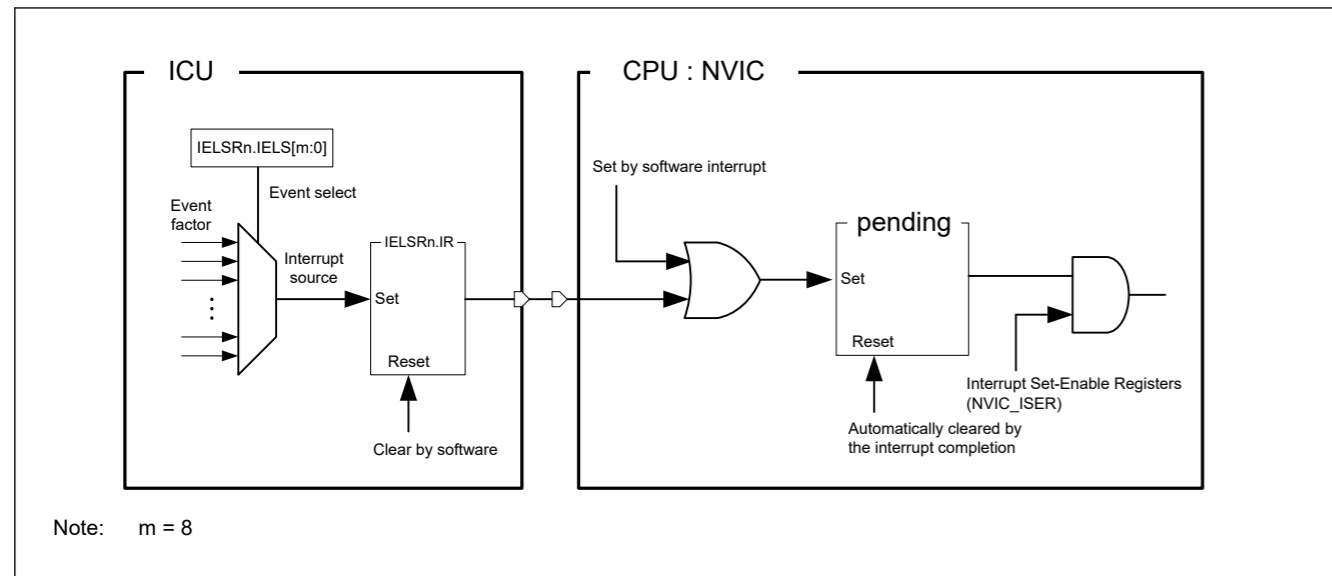 ICU
CPU : NVIC
IELSRn.IELS[m:0]
Event select
Event
factor
Interrupt
source
IELSRn.IR
Set
Reset
Clear by software
Set by software interrupt
pending
Set
Reset
Automatically cleared by
the interrupt completion
Interrupt Set-Enable Registers
(NVIC_ISER)
Note: m = 8